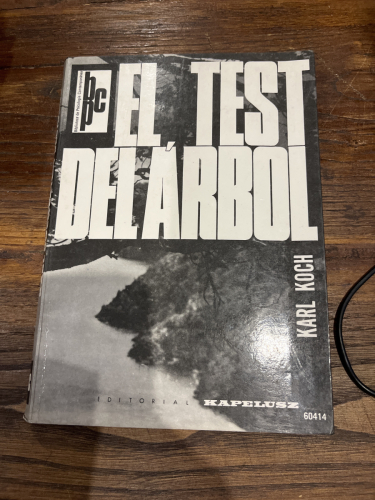 bpc
EL TEST
DEL ÁRBOL
KARL KOCH
EDITORIAL KAPELUSZ
60414